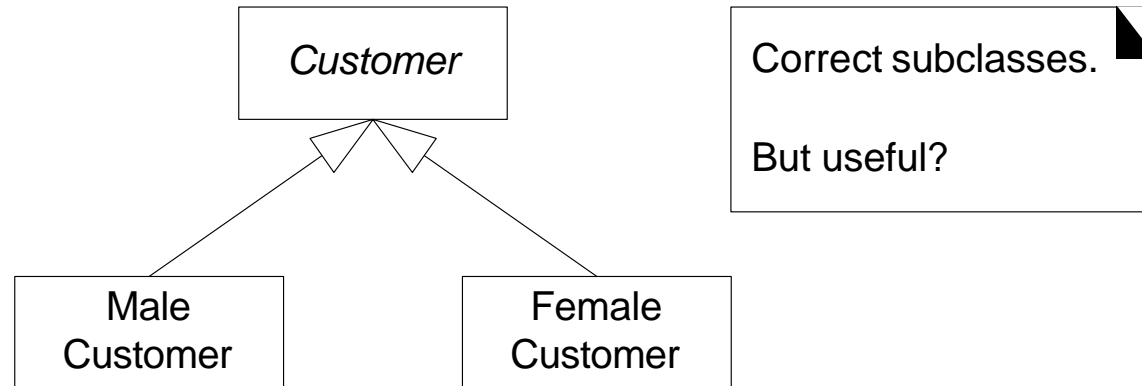 Customer
Correct subclasses.
But useful?
Male
Customer
Female
Customer